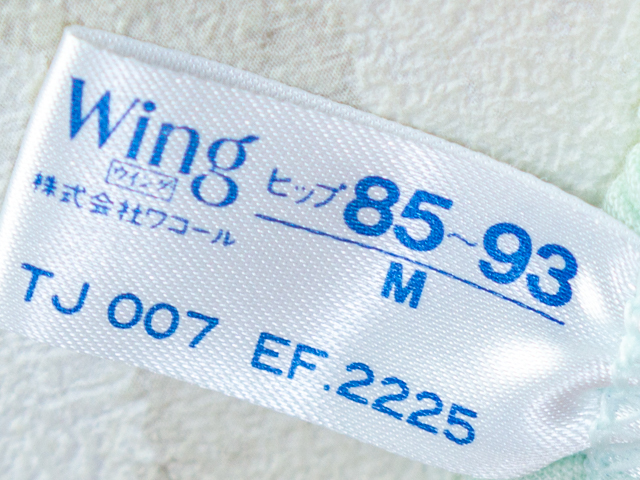 Wing
ウイング
株式会社ワコール
ヒップ 85~93
M
TJ 007 EF.2225